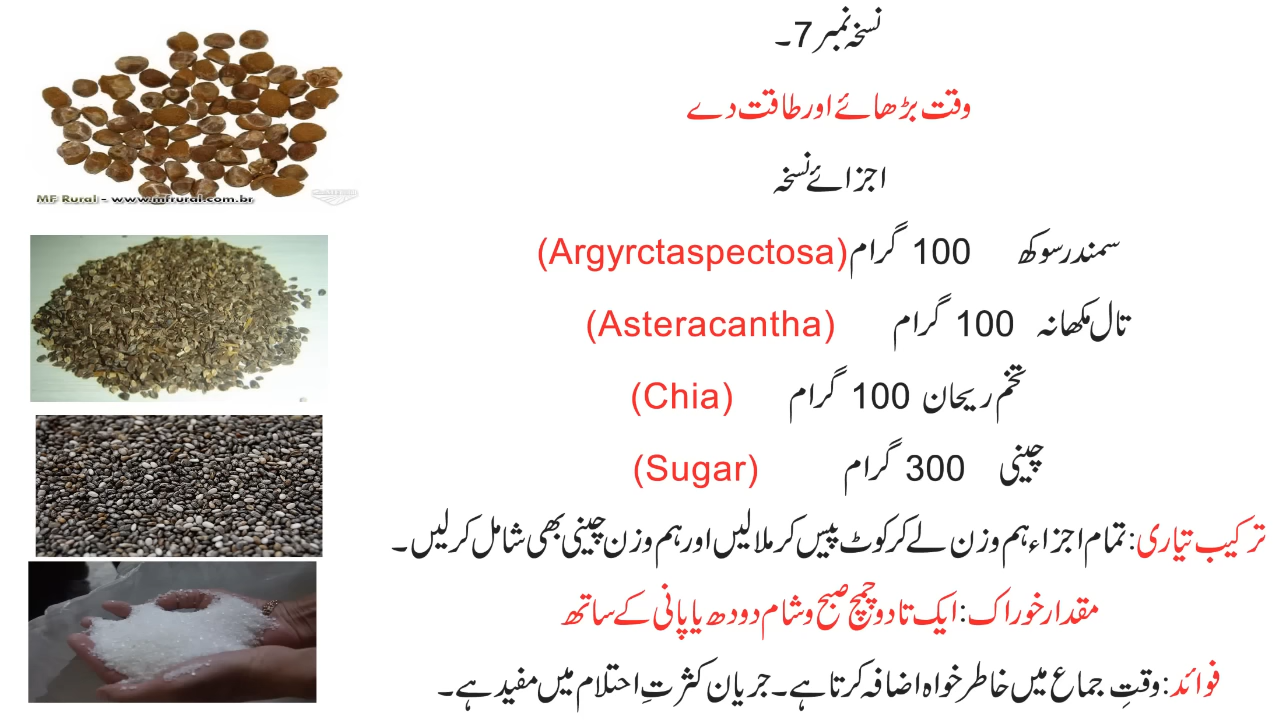 نسخہ نمبر 7۔
وقت بڑھائے اور طاقت دے
اجزائے نسخہ
سمندر سوکھ 100 گرام (Argyrctaspectosa)
تال مکھانہ 100 گرام (Asteracantha)
تخم ریحان 100 گرام (Chia)
چینی 300 گرام (Sugar)
ترکیب تیاری: تمام اجزاء ہم وزن لے کر کوٹ پیس کر ملا لیں اور ہم وزن چینی بھی شامل کر لیں۔
مقدار خوراک: ایک تا دو چمچ صبح و شام دودھ یا پانی کے ساتھ
فوائد: وقتِ جماع میں خاطر خواہ اضافہ کرتا ہے۔ جریان کثرتِ احتلام میں مفید ہے۔
MF Rural - www.mfrural.com.br